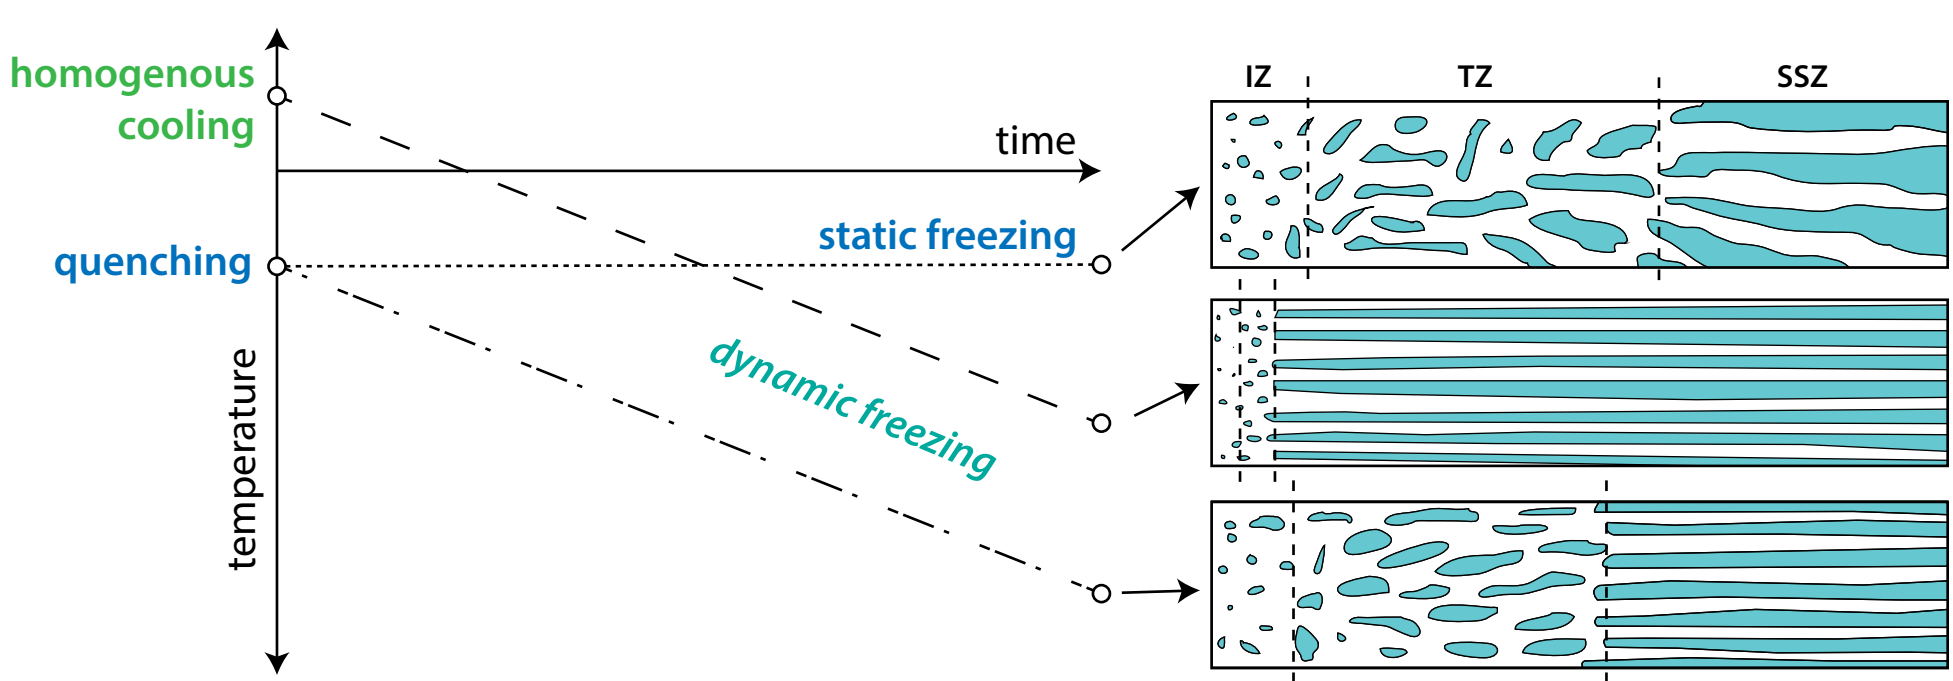 homogenous
cooling
time
static freezing
quenching
dynamic freezing
temperature
IZ
TZ
SSZ